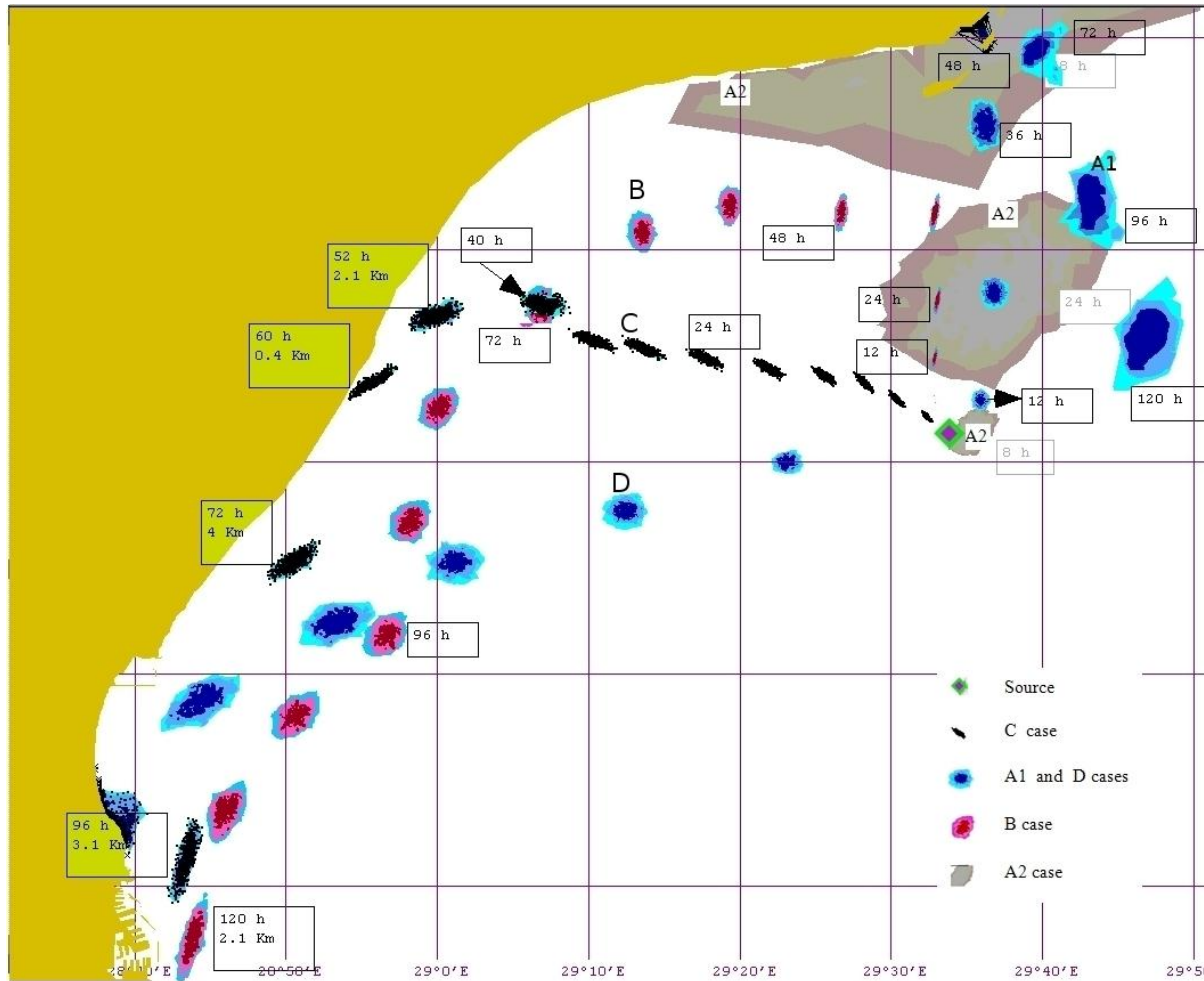 72 h
48 h
8 h
A2
36 h
A1
B
A2
96 h
48 h
40 h
52 h
2.1 Km
24 h
24 h
C
24 h
60 h
0.4 Km
72 h
12 h
12 h
120 h
A2
8 h
D
72 h
4 Km
96 h
Source
C case
A1 and D cases
B case
A2 case
96 h
3.1 Km
120 h
2.1 Km
28°50'E
29°0'E
29°10'E
29°20'E
29°30'E
29°40'E